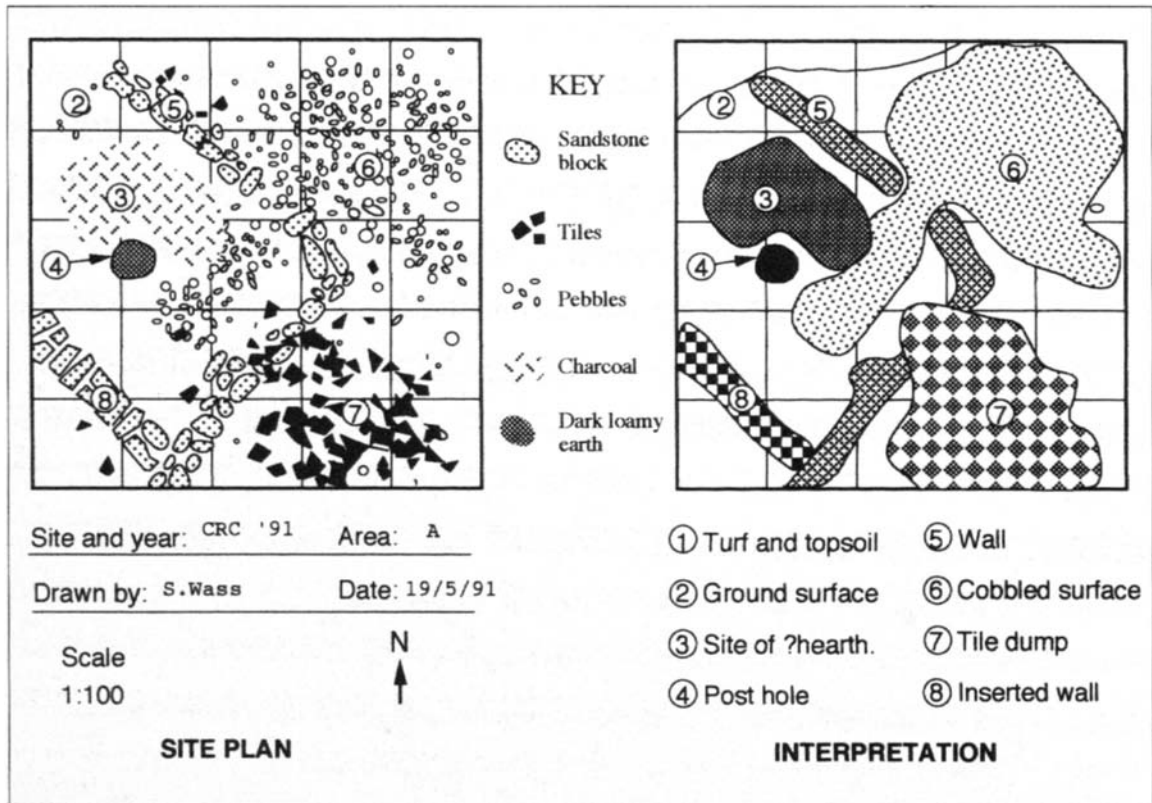 ② ⑤ ⑥ ③ ④ ⑧ ⑦
KEY
Sandstone
block
Tiles
Pebbles
Charcoal
Dark loamy
earth
② ⑤ ⑥ ③ ④ ⑧ ⑦
Site and year: CRC '91 Area: A
Drawn by: S.Wass Date: 19/5/91
Scale
1:100
N
SITE PLAN
① Turf and topsoil
② Ground surface
③ Site of ?hearth.
④ Post hole
⑤ Wall
⑥ Cobbled surface
⑦ Tile dump
⑧ Inserted wall
INTERPRETATION